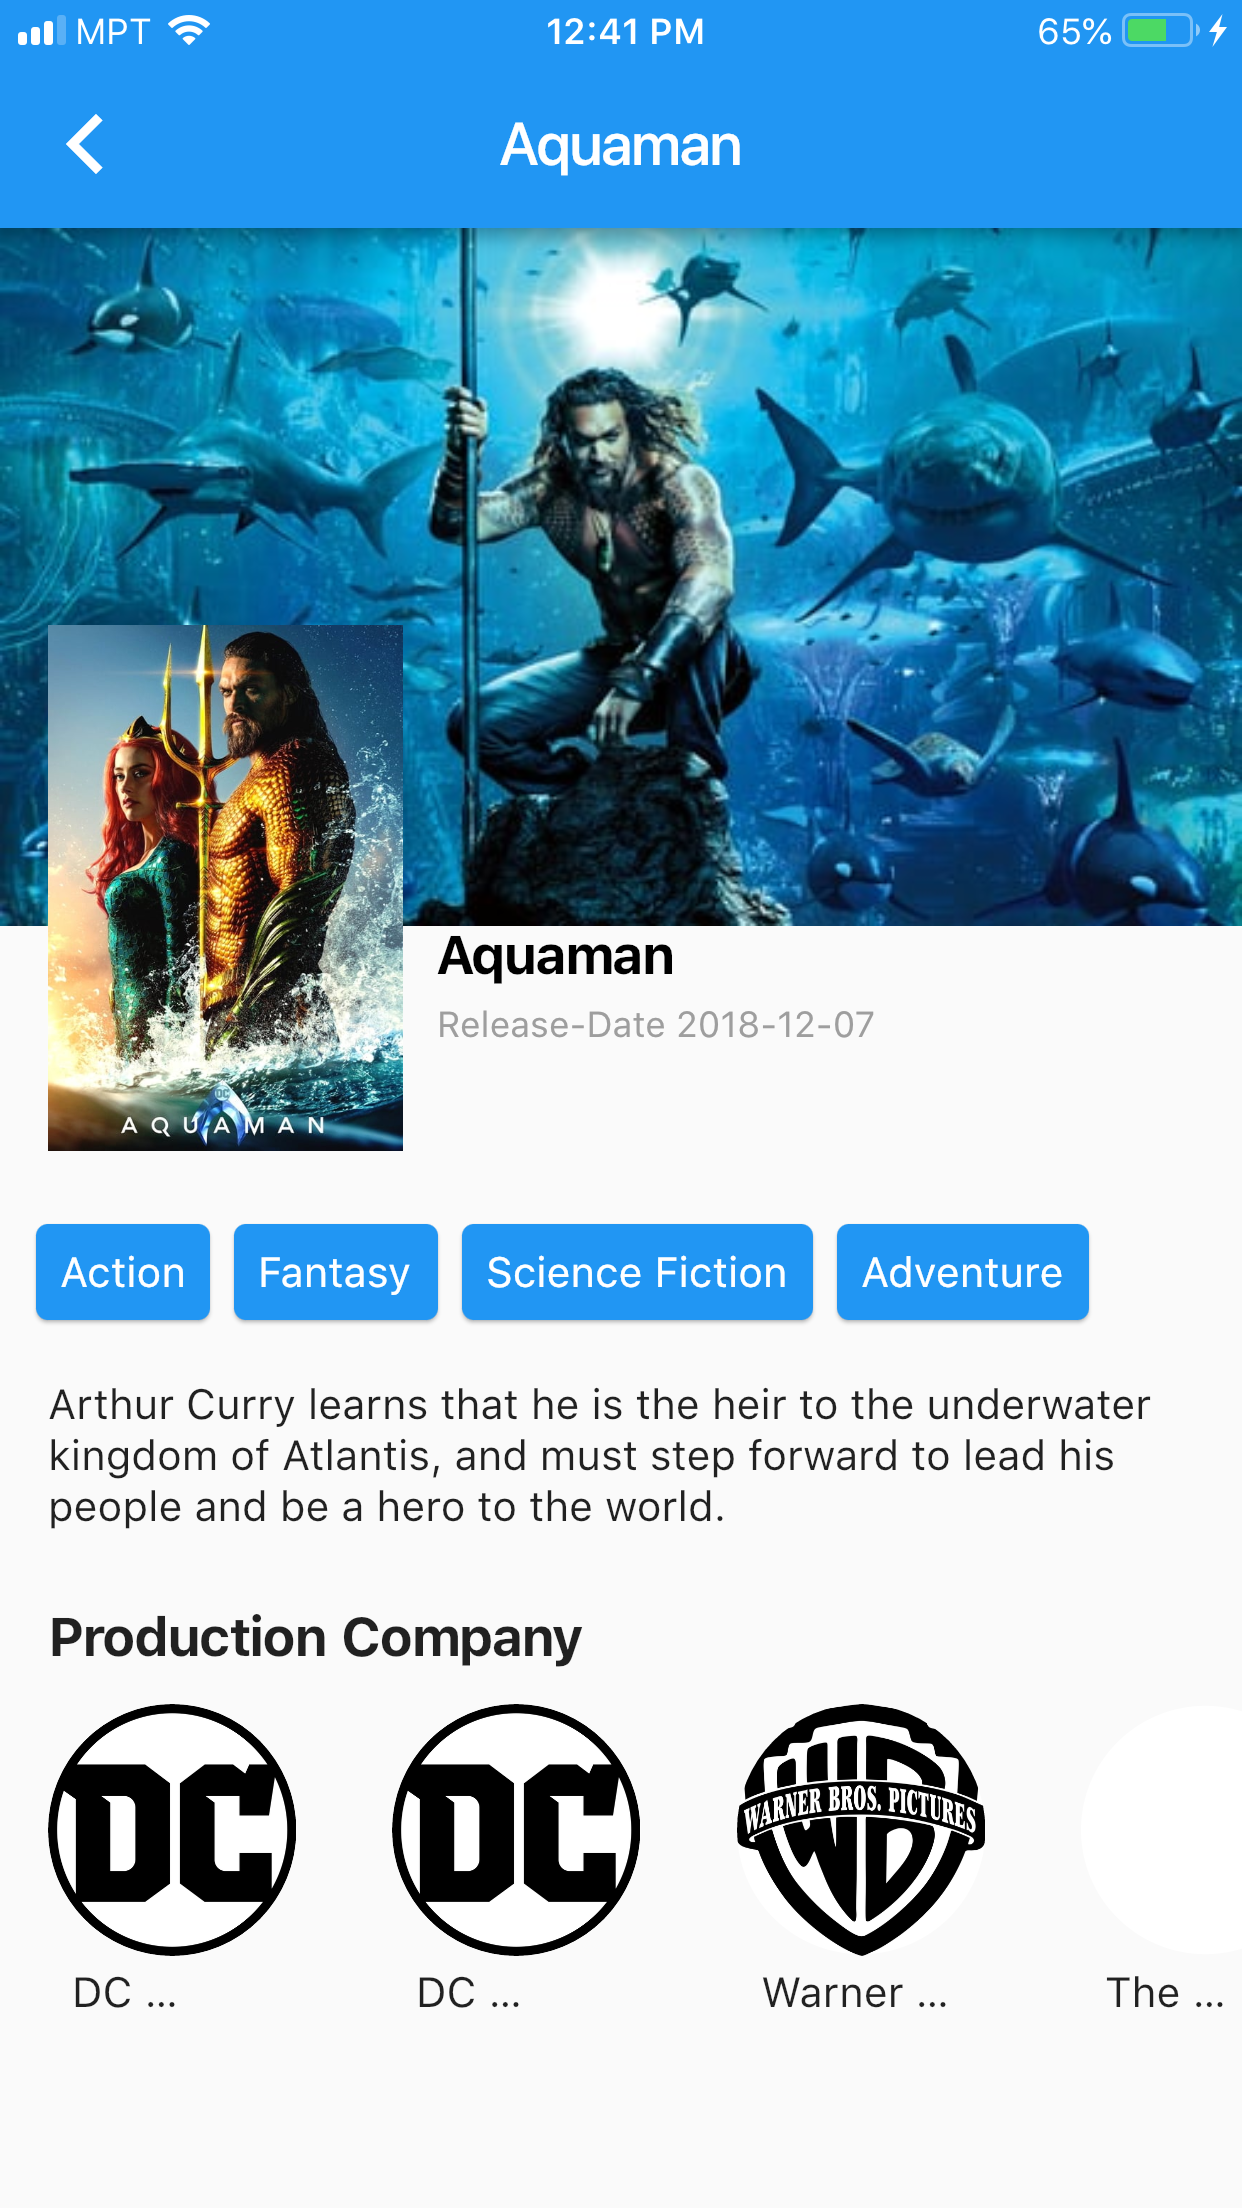 MPT 12:41 PM 65%
Aquaman
DC
AQUAMAN
Aquaman
Release-Date 2018-12-07
Action Fantasy Science Fiction Adventure
Arthur Curry learns that he is the heir to the underwater
kingdom of Atlantis, and must step forward to lead his
people and be a hero to the world.
Production Company
DC DC WB WARNER BROS. PICTURES
DC ... DC ... Warner ... The ...